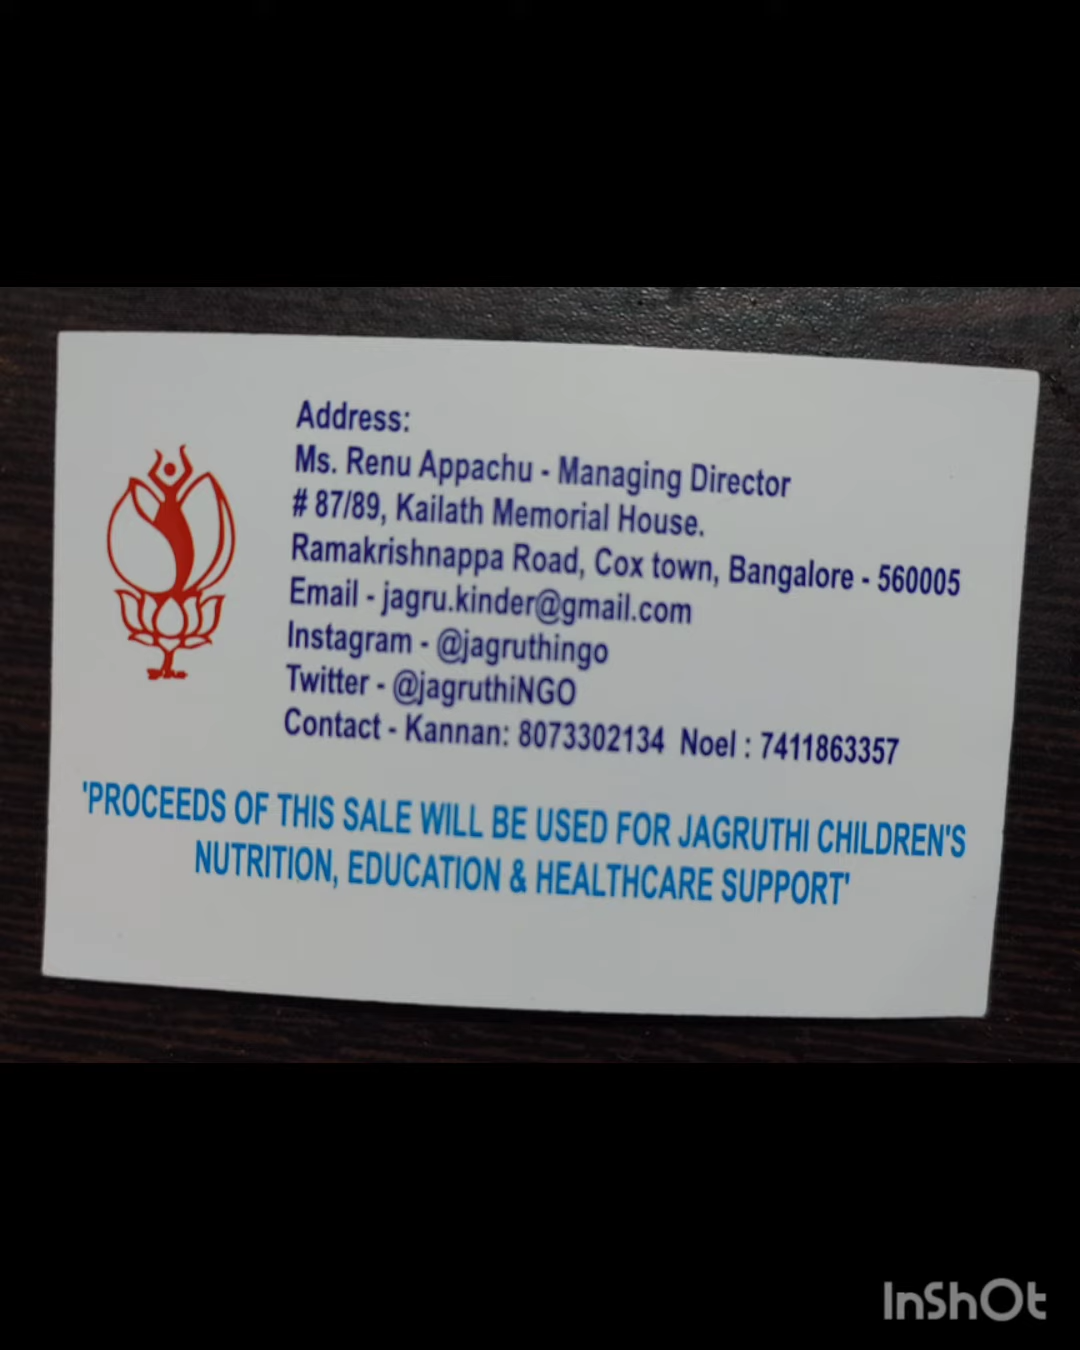 Address:
Ms. Renu Appachu - Managing Director
# 87/89, Kailath Memorial House.
Ramakrishnappa Road, Cox town, Bangalore - 560005
Email - jagru.kinder@gmail.com
Instagram - @jagruthingo
Twitter - @jagruthiNGO
Contact - Kannan: 8073302134 Noel : 7411863357
'PROCEEDS OF THIS SALE WILL BE USED FOR JAGRUTHI CHILDREN'S
NUTRITION, EDUCATION & HEALTHCARE SUPPORT'
InShOt